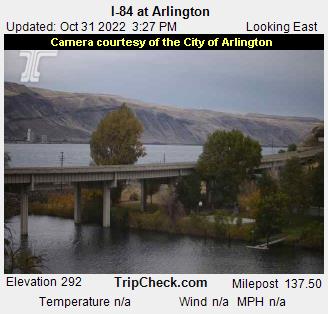 I-84 at Arlington
Updated: Oct 31 2022 3:27 PM Looking East
Camera courtesy of the City of Arlington
Elevation 292 TripCheck.com Milepost 137.50
Temperature n/a Wind n/a MPH n/a